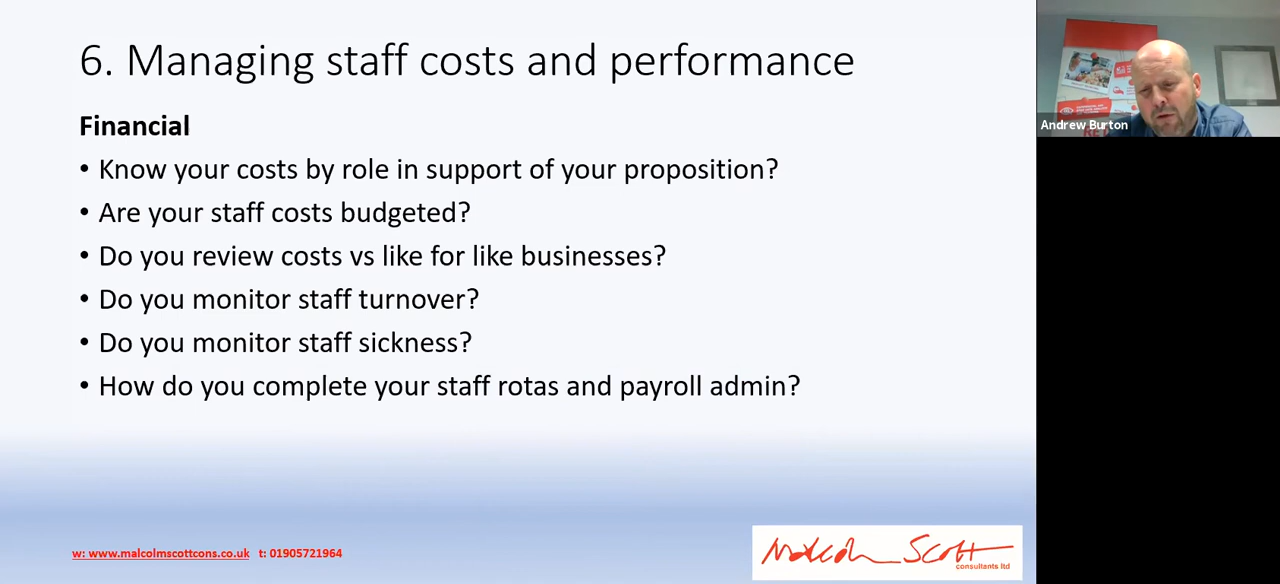 6. Managing staff costs and performance
Financial
• Know your costs by role in support of your proposition?
• Are your staff costs budgeted?
• Do you review costs vs like for like businesses?
• Do you monitor staff turnover?
• Do you monitor staff sickness?
• How do you complete your staff rotas and payroll admin?
w: www.malcolmscottcons.co.uk t: 01905721964
Malcolm Scott
consultants ltd
Andrew Burton